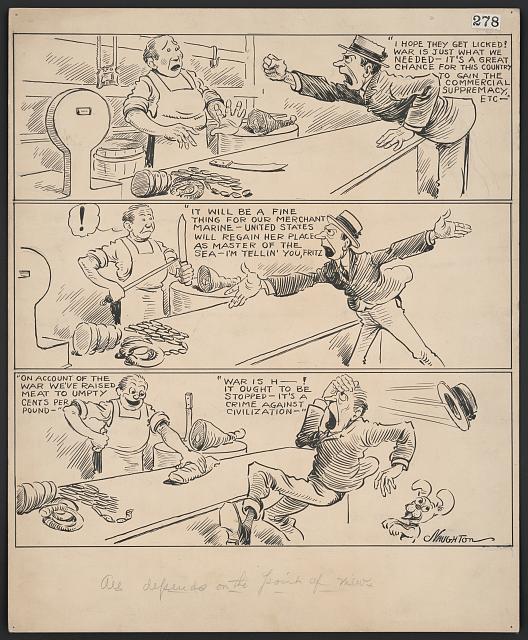 278
"I HOPE THEY GET LICKED!
WAR IS JUST WHAT WE
NEEDED — IT'S A GREAT
CHANCE FOR THIS COUNTRY
TO GAIN THE
COMMERCIAL
SUPPREMACY,
ETC —"
!
"IT WILL BE A FINE
THING FOR OUR MERCHANT
MARINE — UNITED STATES
WILL REGAIN HER PLACE
AS MASTER OF THE
SEA — I'M TELLIN' YOU, FRITZ
"ON ACCOUNT OF THE
WAR WE'VE RAISED
MEAT TO UMPTY
CENTS PER
POUND —"
"WAR IS H — !
IT OUGHT TO BE
STOPPED — IT'S A
CRIME AGAINST
CIVILIZATION —"
NAUGHTON
All depends on the point of view